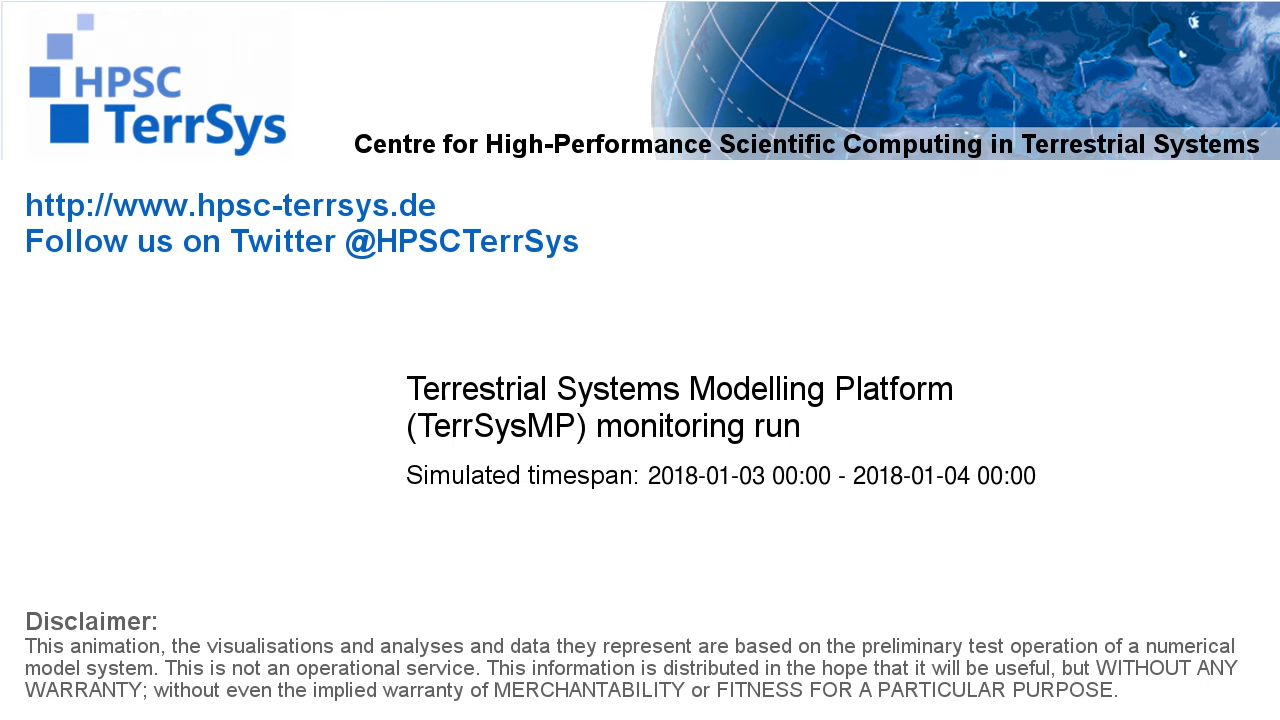 HPSC
TerrSys
Centre for High-Performance Scientific Computing in Terrestrial Systems
http://www.hpsc-terrsys.de
Follow us on Twitter @HPSCTerrSys
Terrestrial Systems Modelling Platform
(TerrSysMP) monitoring run
Simulated timespan: 2018-01-03 00:00 - 2018-01-04 00:00
Disclaimer:
This animation, the visualisations and analyses and data they represent are based on the preliminary test operation of a numerical
model system. This is not an operational service. This information is distributed in the hope that it will be useful, but WITHOUT ANY
WARRANTY; without even the implied warranty of MERCHANTABILITY or FITNESS FOR A PARTICULAR PURPOSE.